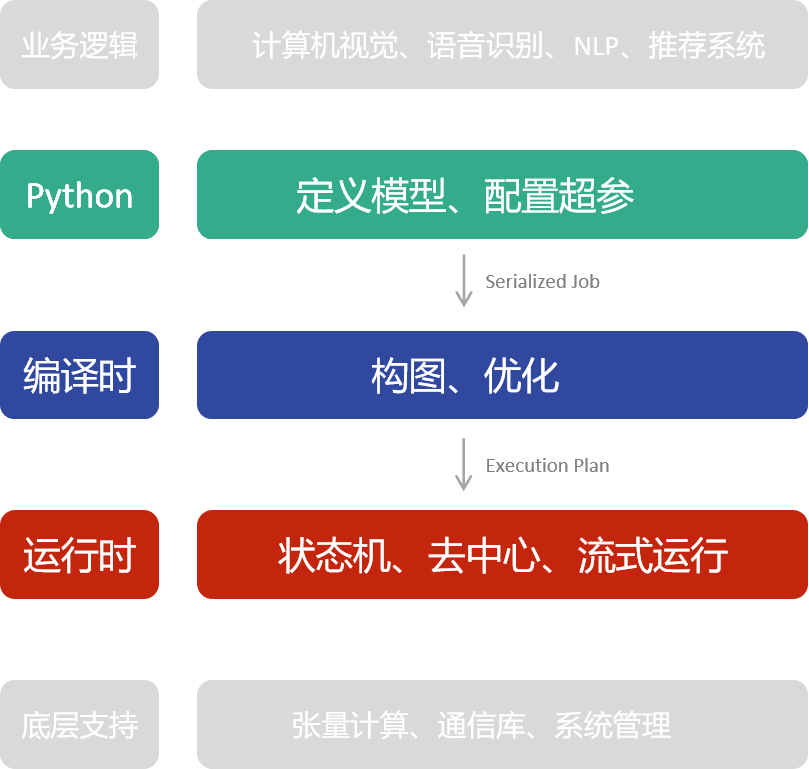 业务逻辑
计算机视觉、语音识别、NLP、推荐系统
Python
定义模型、配置超参
Serialized Job
编译时
构图、优化
Execution Plan
运行时
状态机、去中心、流式运行
底层支持
张量计算、通信库、系统管理